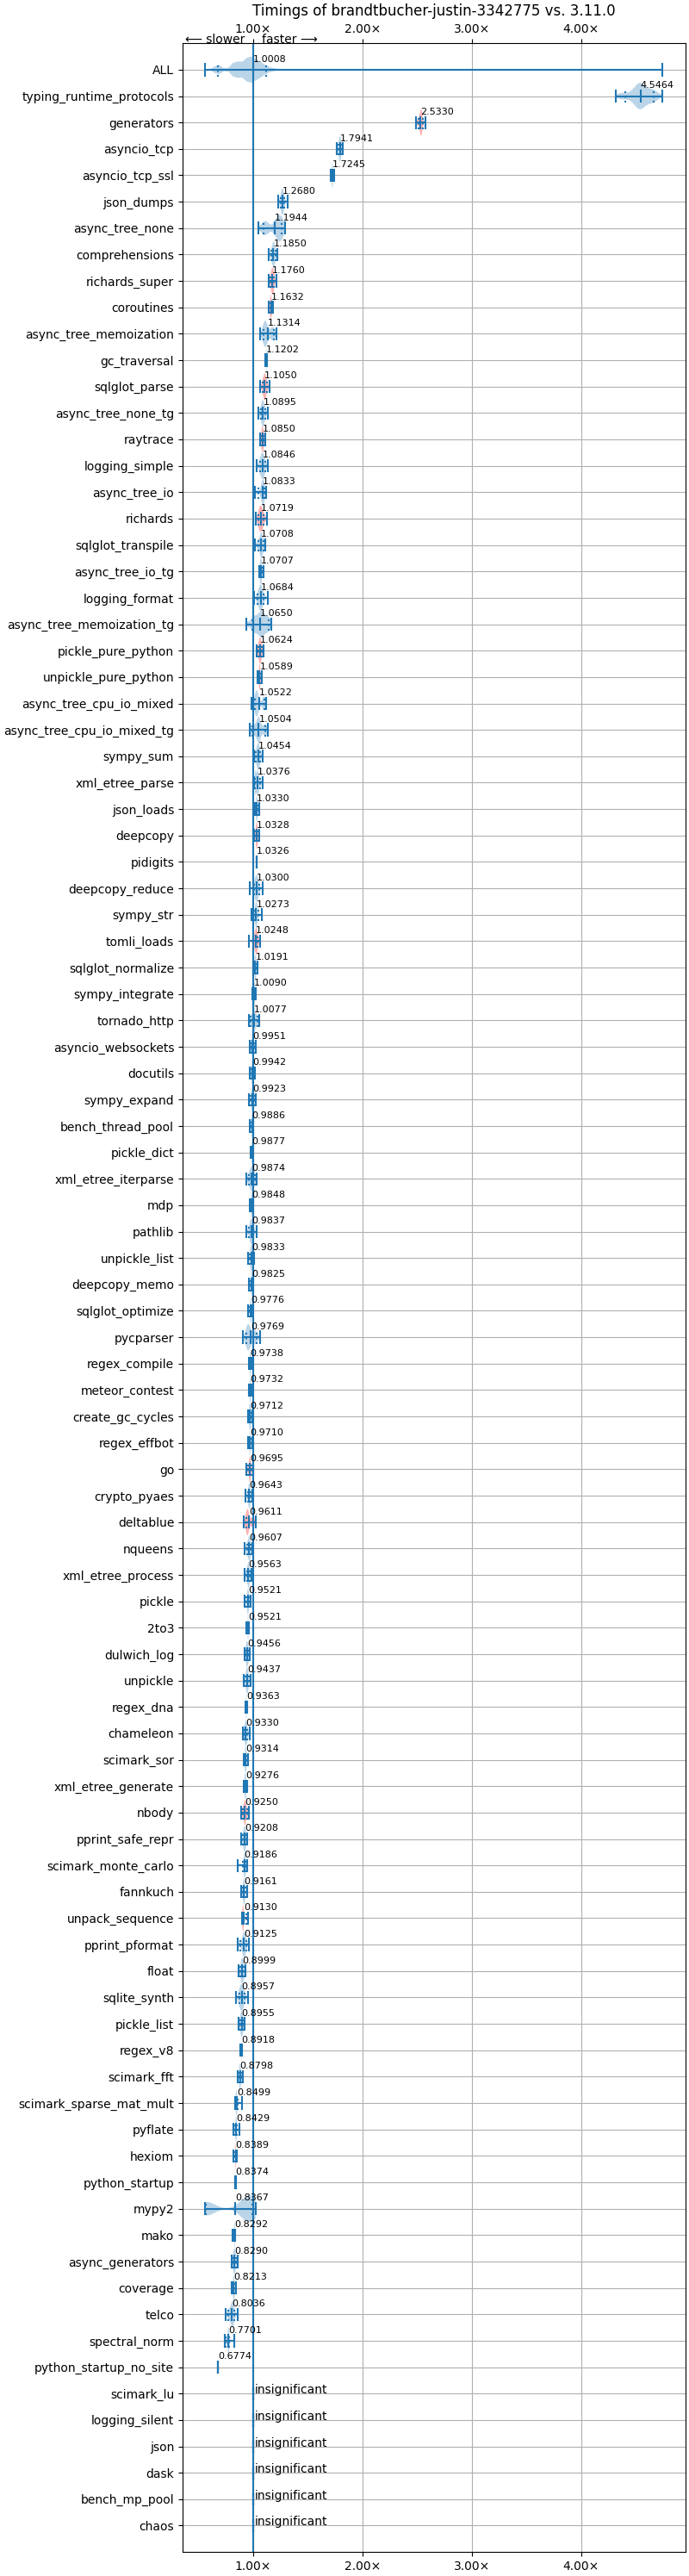 Timings of brandtbucher-justin-3342775 vs. 3.11.0
1.00× 2.00× 3.00× 4.00×
⟵ slower faster ⟶
ALL 1.0008
typing_runtime_protocols 4.5464
generators 2.5330
asyncio_tcp 1.7941
asyncio_tcp_ssl 1.7245
json_dumps 1.2680
async_tree_none 1.1944
comprehensions 1.1850
richards_super 1.1760
coroutines 1.1632
async_tree_memoization 1.1314
gc_traversal 1.1202
sqlglot_parse 1.1050
async_tree_none_tg 1.0895
raytrace 1.0850
logging_simple 1.0846
async_tree_io 1.0833
richards 1.0719
sqlglot_transpile 1.0708
async_tree_io_tg 1.0707
logging_format 1.0684
async_tree_memoization_tg 1.0650
pickle_pure_python 1.0624
unpickle_pure_python 1.0589
async_tree_cpu_io_mixed 1.0522
async_tree_cpu_io_mixed_tg 1.0504
sympy_sum 1.0454
xml_etree_parse 1.0376
json_loads 1.0330
deepcopy 1.0328
pidigits 1.0326
deepcopy_reduce 1.0300
sympy_str 1.0273
tomli_loads 1.0248
sqlglot_normalize 1.0191
sympy_integrate 1.0090
tornado_http 1.0077
asyncio_websockets 0.9951
docutils 0.9942
sympy_expand 0.9923
bench_thread_pool 0.9886
pickle_dict 0.9877
xml_etree_iterparse 0.9874
mdp 0.9848
pathlib 0.9837
unpickle_list 0.9833
deepcopy_memo 0.9825
sqlglot_optimize 0.9776
pycparser 0.9769
regex_compile 0.9738
meteor_contest 0.9732
create_gc_cycles 0.9712
regex_effbot 0.9710
go 0.9695
crypto_pyaes 0.9643
deltablue 0.9611
nqueens 0.9607
xml_etree_process 0.9563
pickle 0.9521
2to3 0.9521
dulwich_log 0.9456
unpickle 0.9437
regex_dna 0.9363
chameleon 0.9330
scimark_sor 0.9314
xml_etree_generate 0.9276
nbody 0.9250
pprint_safe_repr 0.9208
scimark_monte_carlo 0.9186
fannkuch 0.9161
unpack_sequence 0.9130
pprint_pformat 0.9125
float 0.8999
sqlite_synth 0.8957
pickle_list 0.8955
regex_v8 0.8918
scimark_fft 0.8798
scimark_sparse_mat_mult 0.8499
pyflate 0.8429
hexiom 0.8389
python_startup 0.8374
mypy2 0.8367
mako 0.8292
async_generators 0.8290
coverage 0.8213
telco 0.8036
spectral_norm 0.7701
python_startup_no_site 0.6774
scimark_lu insignificant
logging_silent insignificant
json insignificant
dask insignificant
bench_mp_pool insignificant
chaos insignificant
1.00× 2.00× 3.00× 4.00×